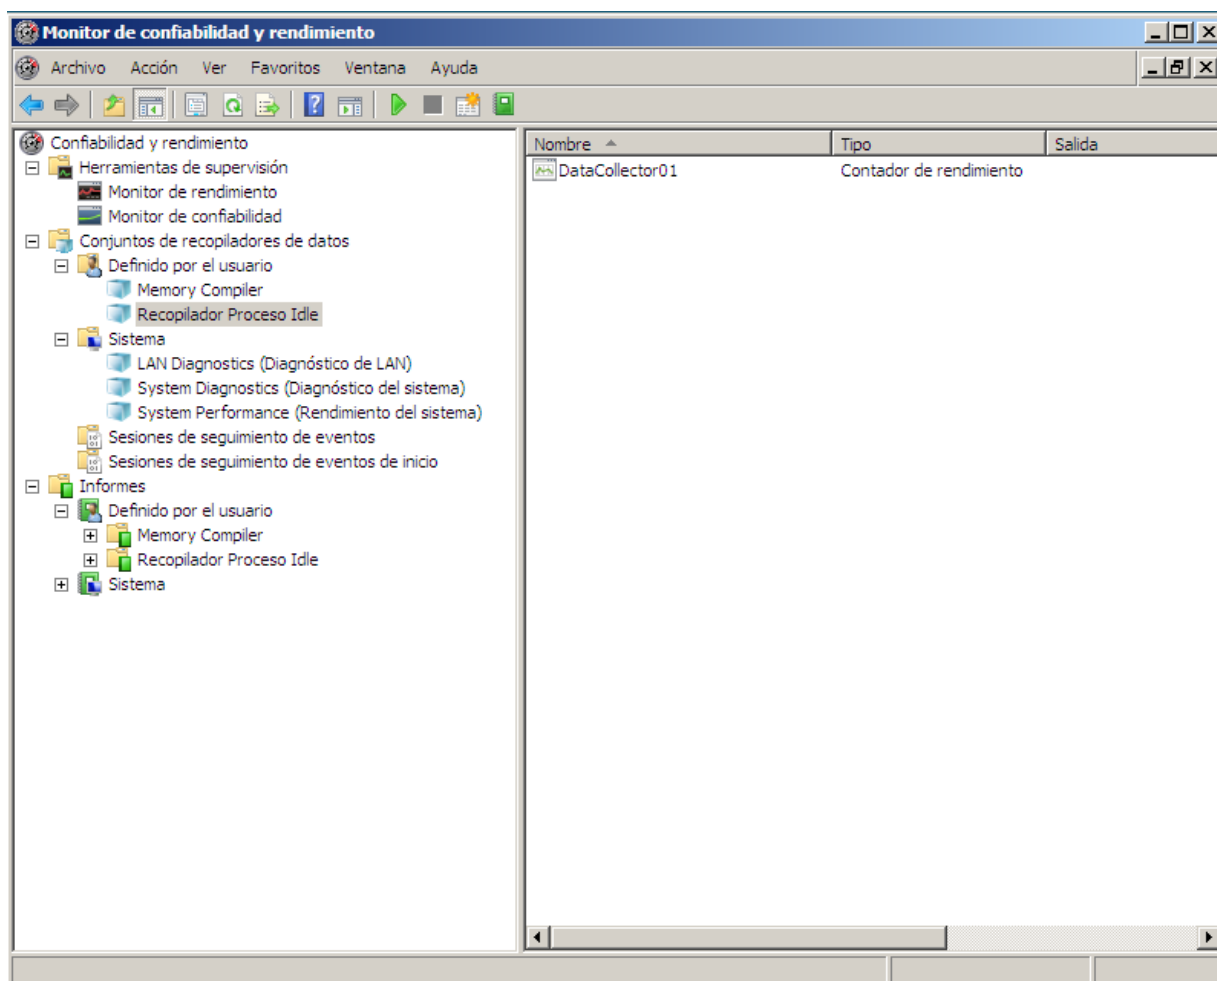 Monitor de confiabilidad y rendimiento
Archivo Acción Ver Favoritos Ventana Ayuda
Confiabilidad y rendimiento
Herramientas de supervisión
Monitor de rendimiento
Monitor de confiabilidad
Conjuntos de recopiladores de datos
Definido por el usuario
Memory Compiler
Recopilador Proceso Idle
Sistema
LAN Diagnostics (Diagnóstico de LAN)
System Diagnostics (Diagnóstico del sistema)
System Performance (Rendimiento del sistema)
Sesiones de seguimiento de eventos
Sesiones de seguimiento de eventos de inicio
Informes
Definido por el usuario
Memory Compiler
Recopilador Proceso Idle
Sistema
Nombre Tipo Salida
DataCollector01 Contador de rendimiento